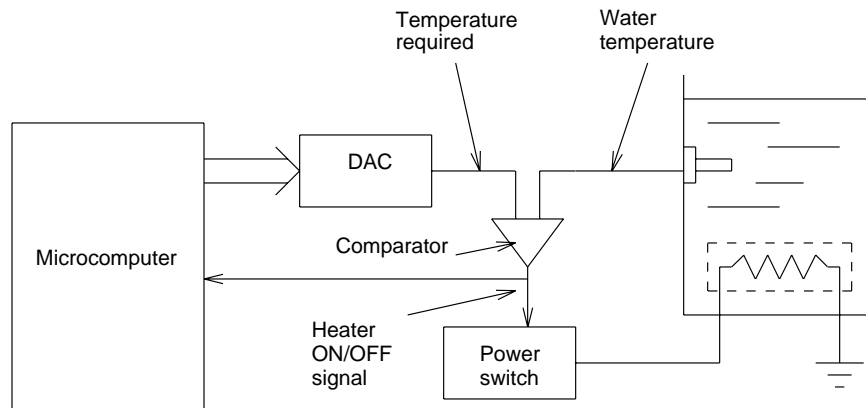 Temperature
required
Water
temperature
DAC
Microcomputer
Comparator
Heater
ON/OFF
signal
Power
switch